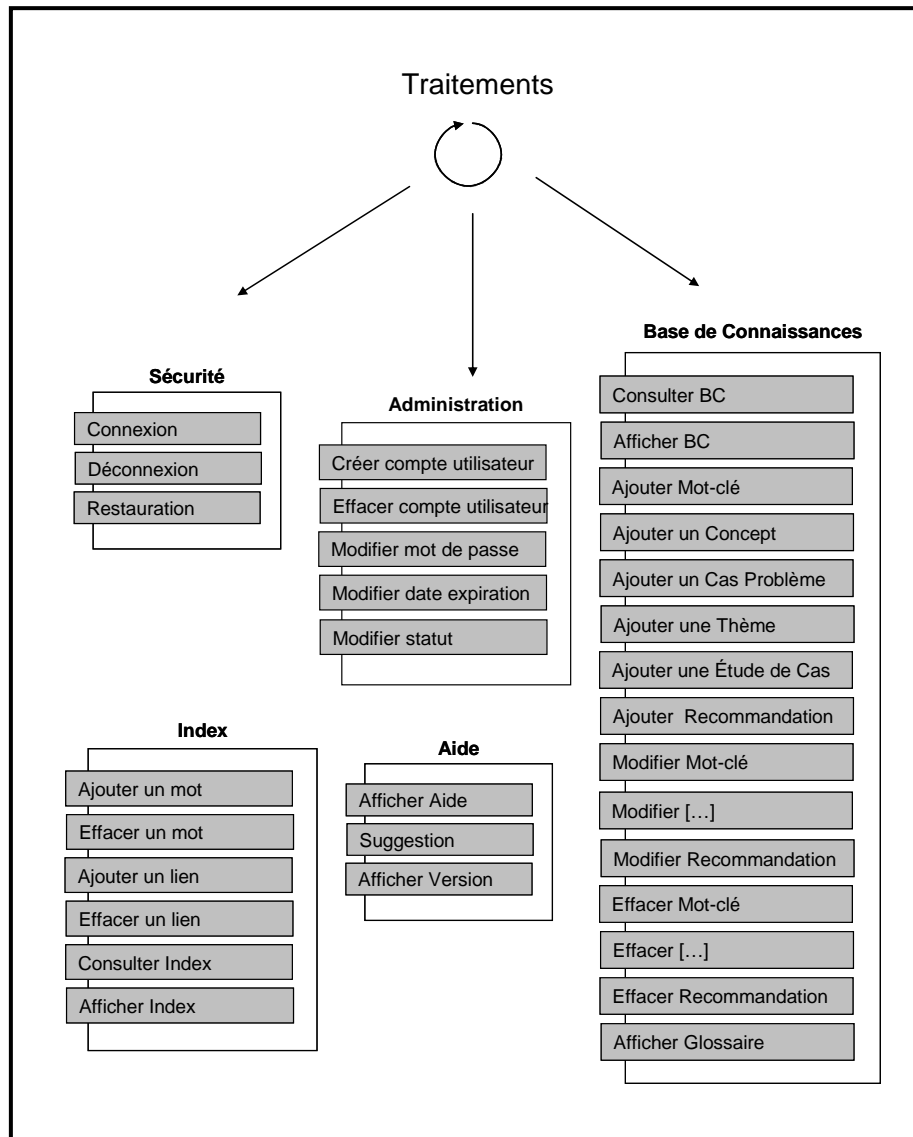 Traitements
Sécurité
Connexion
Déconnexion
Restauration
Administration
Créer compte utilisateur
Effacer compte utilisateur
Modifier mot de passe
Modifier date expiration
Modifier statut
Base de Connaissances
Consulter BC
Afficher BC
Ajouter Mot-clé
Ajouter un Concept
Ajouter un Cas Problème
Ajouter une Thème
Ajouter une Étude de Cas
Ajouter Recommandation
Modifier Mot-clé
Modifier […]
Modifier Recommandation
Effacer Mot-clé
Effacer […]
Effacer Recommandation
Afficher Glossaire
Index
Ajouter un mot
Effacer un mot
Ajouter un lien
Effacer un lien
Consulter Index
Afficher Index
Aide
Afficher Aide
Suggestion
Afficher Version